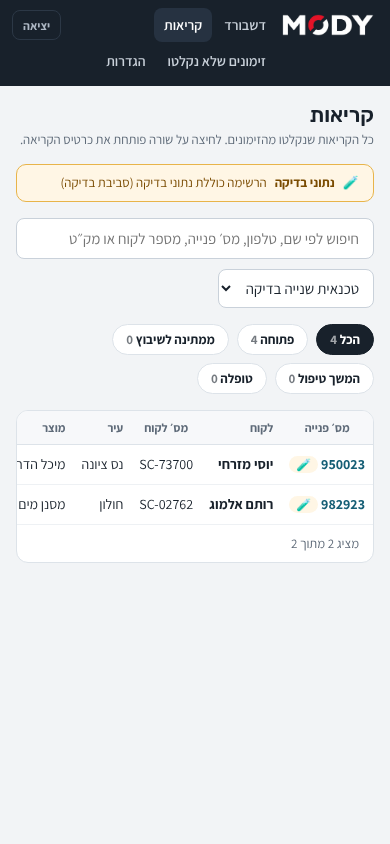 MODY
דשבורד
קריאות
יציאה
זימונים שלא נקלטו
הגדרות
קריאות
כל הקריאות שנקלטו מהזימונים. לחיצה על שורה פותחת את כרטיס הקריאה.
נתוני בדיקה הרשימה כוללת נתוני בדיקה (סביבת בדיקה)
חיפוש לפי שם, טלפון, מס׳ פנייה, מספר לקוח או מק״ט
טכנאית שנייה בדיקה
הכל 4
פתוחה 4
ממתינה לשיבוץ 0
המשך טיפול 0
טופלה 0
מס׳ פנייה לקוח מס׳ לקוח עיר מוצר
950023 יוסי מזרחי SC-73700 נס ציונה מיכל הדר
982923 רותם אלמוג SC-02762 חולון מסנן מים
מציג 2 מתוך 2